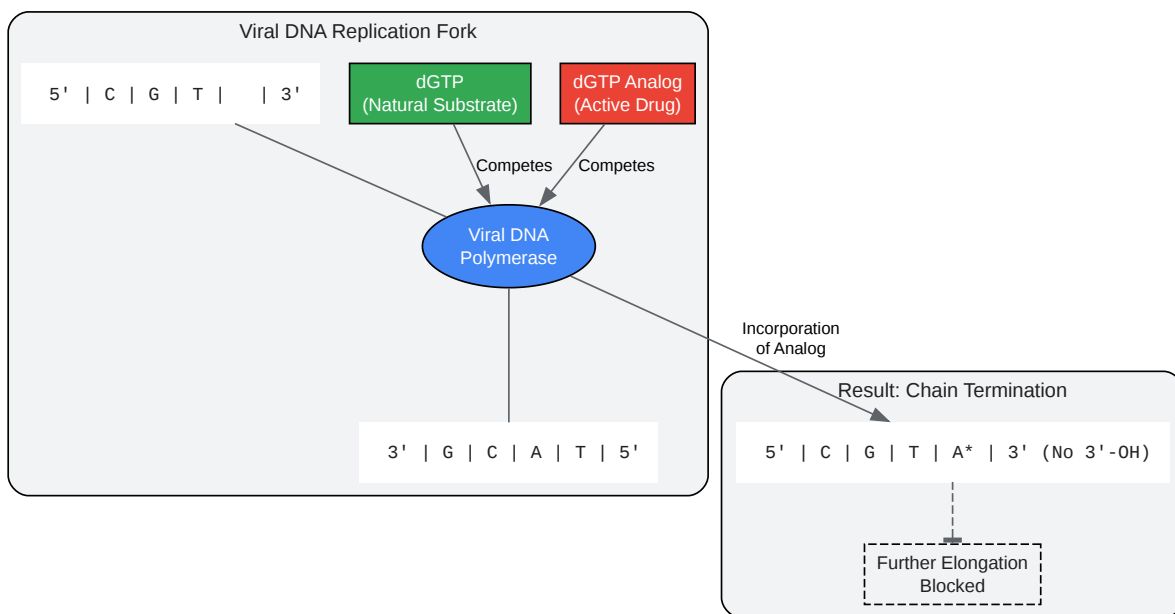 Viral DNA Replication Fork
5' | C | G | T |   | 3'
dGTP
(Natural Substrate)
dGTP Analog
(Active Drug)
Competes
Competes
Viral DNA
Polymerase
Incorporation
of Analog
3' | G | C | A | T | 5'
Result: Chain Termination
5' | C | G | T | A* | 3' (No 3'-OH)
Further Elongation
Blocked